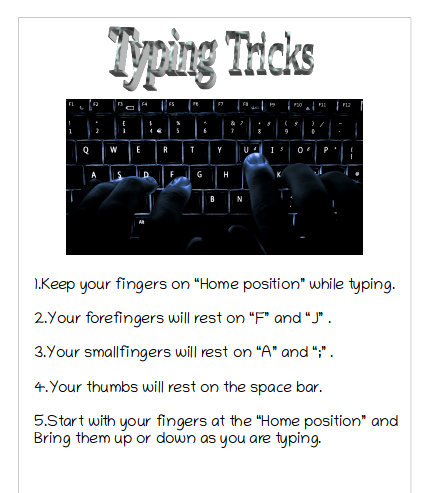 Typing Tricks
F1 F2 F3 F4 F5 F6 F7 F8 F9 F10 F11 F12
Q W E R T Y U I O P
A S D F G H K
B N
Alt
1.Keep your fingers on “Home position” while typing.
2.Your forefingers will rest on “F” and “J” .
3.Your smallfingers will rest on “A” and “;” .
4.Your thumbs will rest on the space bar.
5.Start with your fingers at the “Home position” and
Bring them up or down as you are typing.